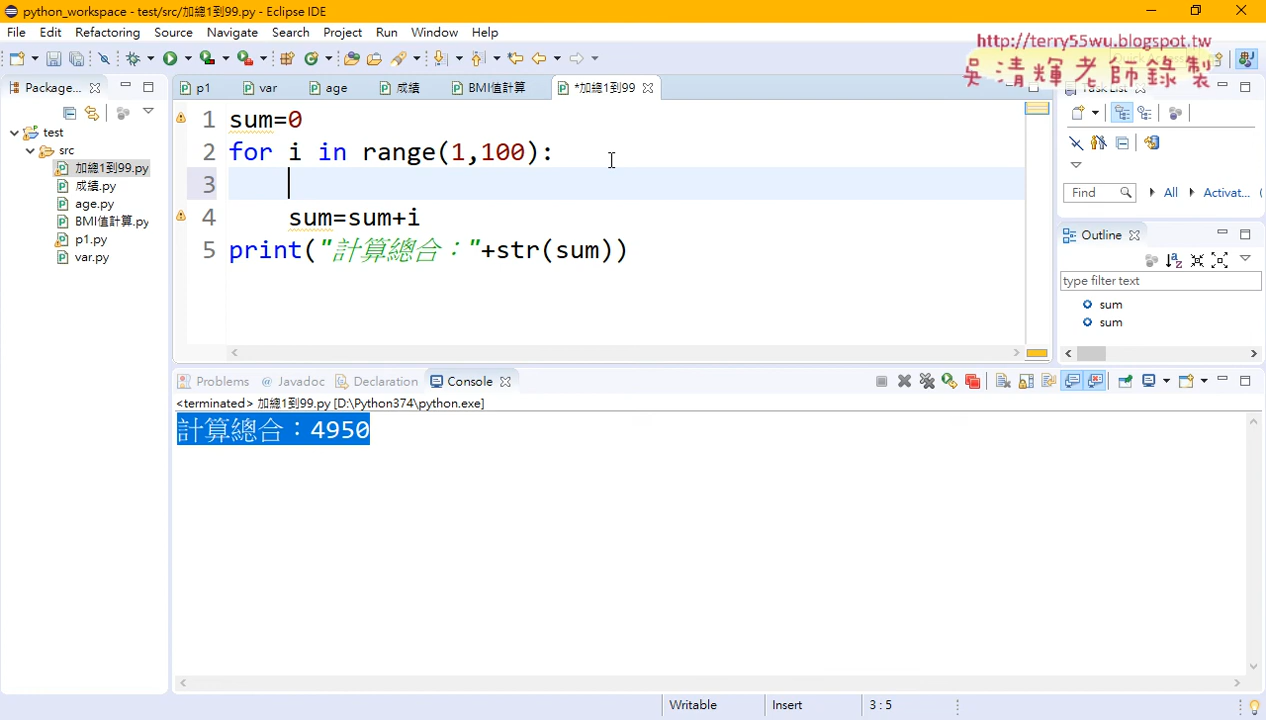 python_workspace - test/src/加總1到99.py - Eclipse IDE
File Edit Refactoring Source Navigate Search Project Run Window Help
http://terry55wu.blogspot.tw
吳清輝老師錄製
Package...
p1 var age 成績 BMI值計算 *加總1到99
Task List
test
src
加總1到99.py
成績.py
age.py
BMI值計算.py
p1.py
var.py
1 sum=0
2 for i in range(1,100):
3
4 sum=sum+i
5 print("計算總合："+str(sum))
Find All Activat...
Outline
type filter text
sum
sum
Problems @ Javadoc Declaration Console
<terminated> 加總1到99.py [D:\Python374\python.exe]
計算總合：4950
Writable Insert 3 : 5